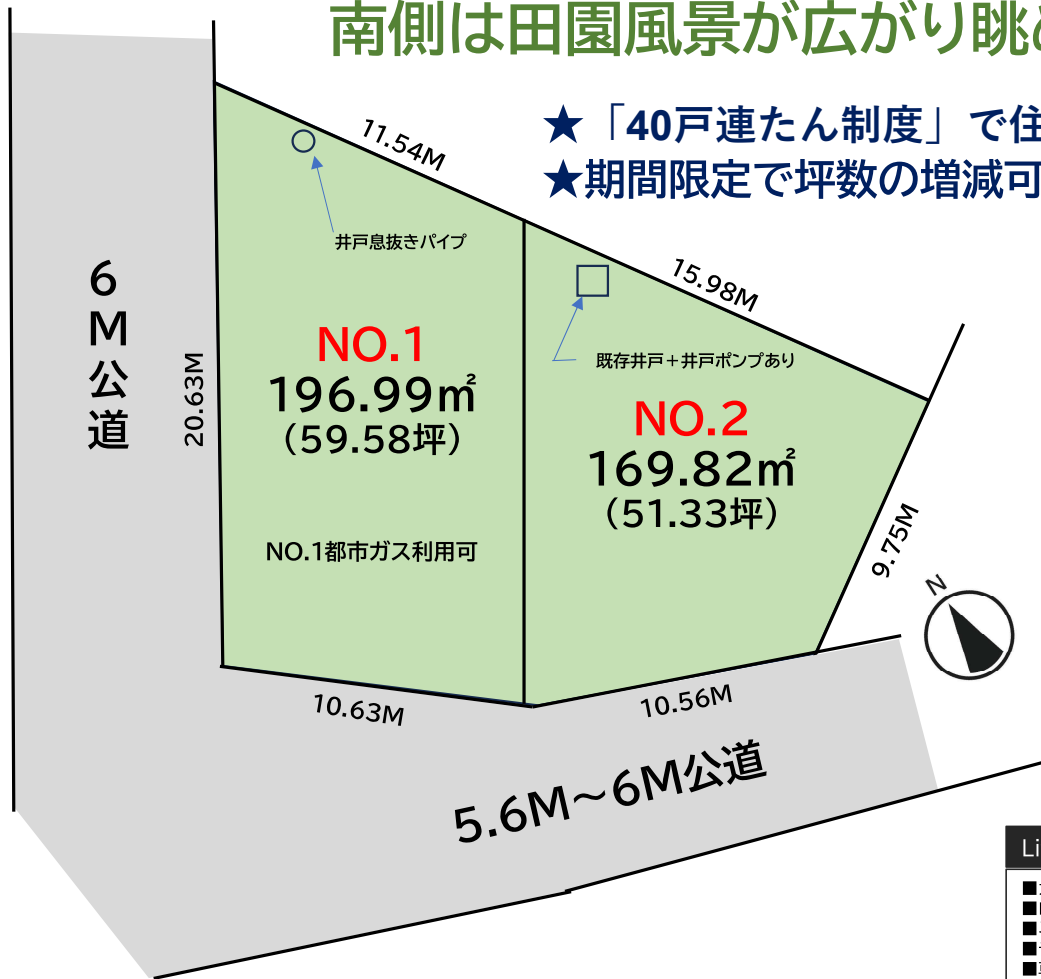 南側は田園風景が広がり眺め
★「40戸連たん制度」で住
★期間限定で坪数の増減可
11.54M
井戸息抜きパイプ
15.98M
6M公道
20.63M
NO.1
196.99㎡
(59.58坪)
既存井戸+井戸ポンプあり
NO.2
169.82㎡
(51.33坪)
NO.1都市ガス利用可
9.75M
N
10.63M
10.56M
5.6M～6M公道
Li